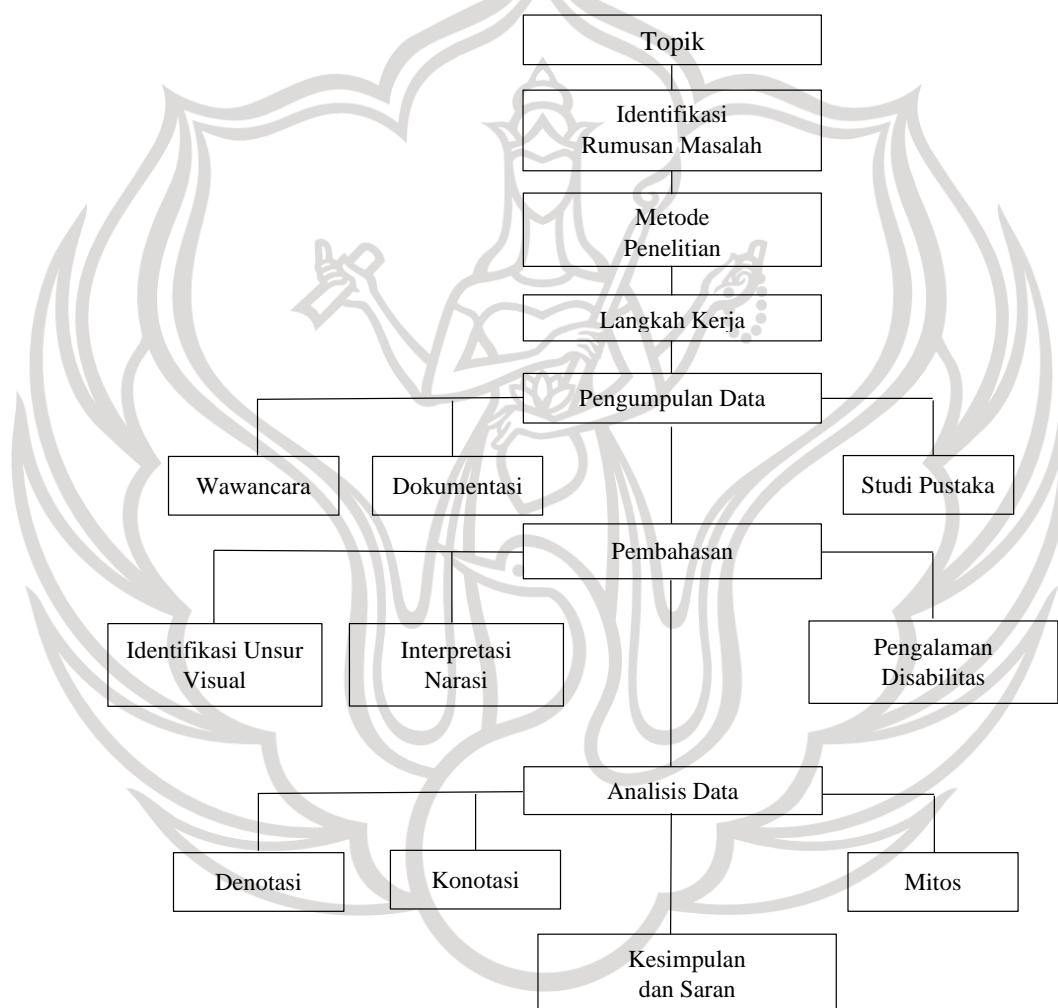 Topik
Identifikasi
Rumusan Masalah
Metode
Penelitian
Langkah Kerja
Pengumpulan Data
Wawancara
Dokumentasi
Studi Pustaka
Pembahasan
Identifikasi Unsur
Visual
Interpretasi
Narasi
Pengalaman
Disabilitas
Analisis Data
Denotasi
Konotasi
Mitos
Kesimpulan
dan Saran